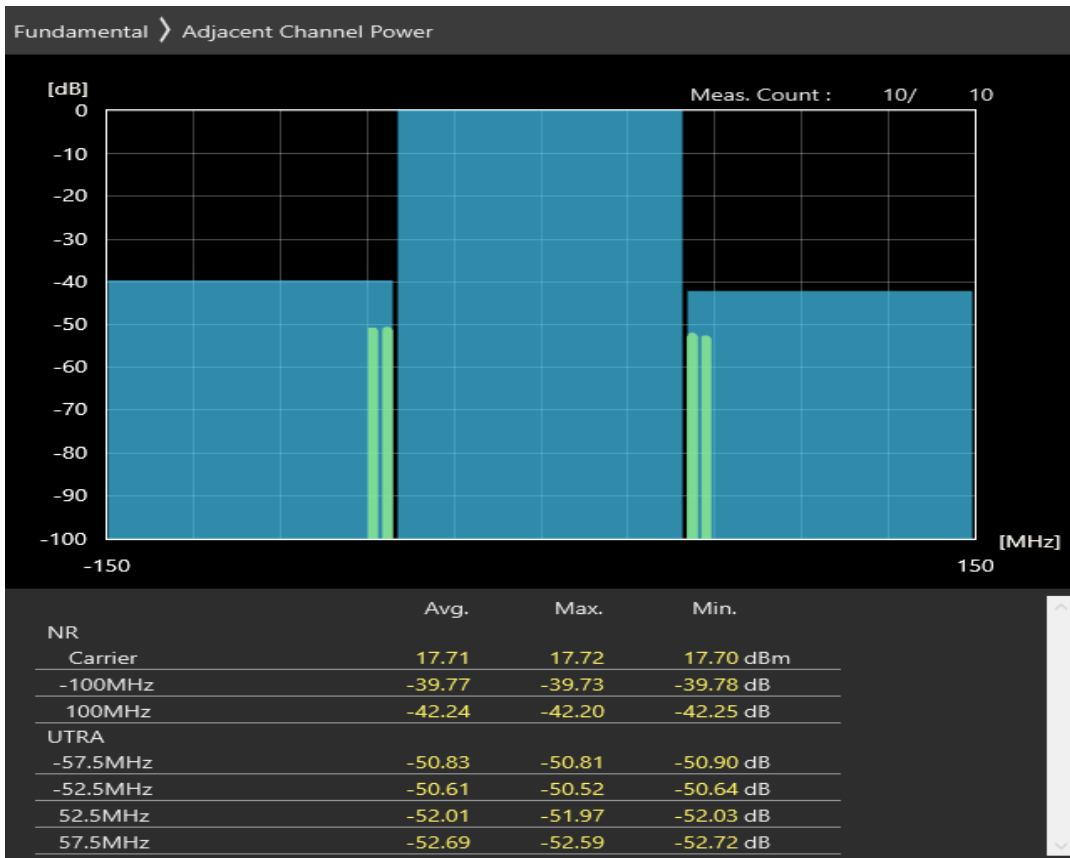 Fundamental 〉 Adjacent Channel Power
[dB]
Meas. Count : 10/ 10
0
-10
-20
-30
-40
-50
-60
-70
-80
-90
-100
[MHz]
-150 150
Avg. Max. Min.
NR
Carrier 17.71 17.72 17.70 dBm
-100MHz -39.77 -39.73 -39.78 dB
100MHz -42.24 -42.20 -42.25 dB
UTRA
-57.5MHz -50.83 -50.81 -50.90 dB
-52.5MHz -50.61 -50.52 -50.64 dB
52.5MHz -52.01 -51.97 -52.03 dB
57.5MHz -52.69 -52.59 -52.72 dB